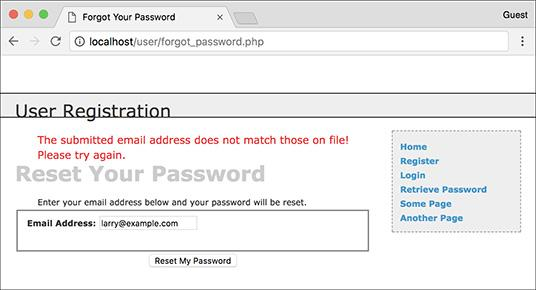 Forgot Your Password
Guest
localhost/user/forgot_password.php
User Registration
The submitted email address does not match those on file!
Please try again.
Reset Your Password
Enter your email address below and your password will be reset.
Email Address: larry@example.com
Reset My Password
Home
Register
Login
Retrieve Password
Some Page
Another Page